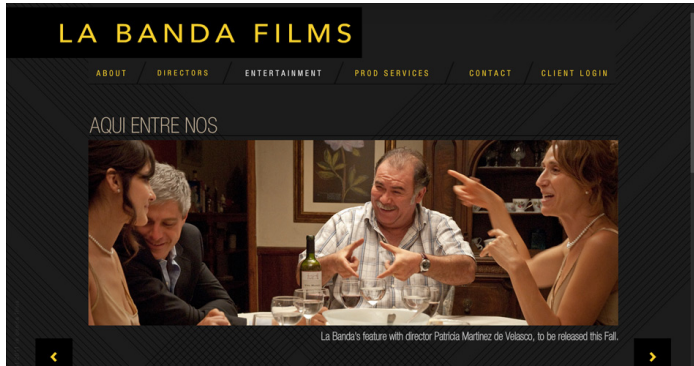 LA BANDA FILMS
ABOUT / DIRECTORS / ENTERTAINMENT / PROD SERVICES / CONTACT / CLIENT LOGIN
AQUI ENTRE NOS
La Banda's feature with director Patricia Martinez de Velasco, to be released this Fall.